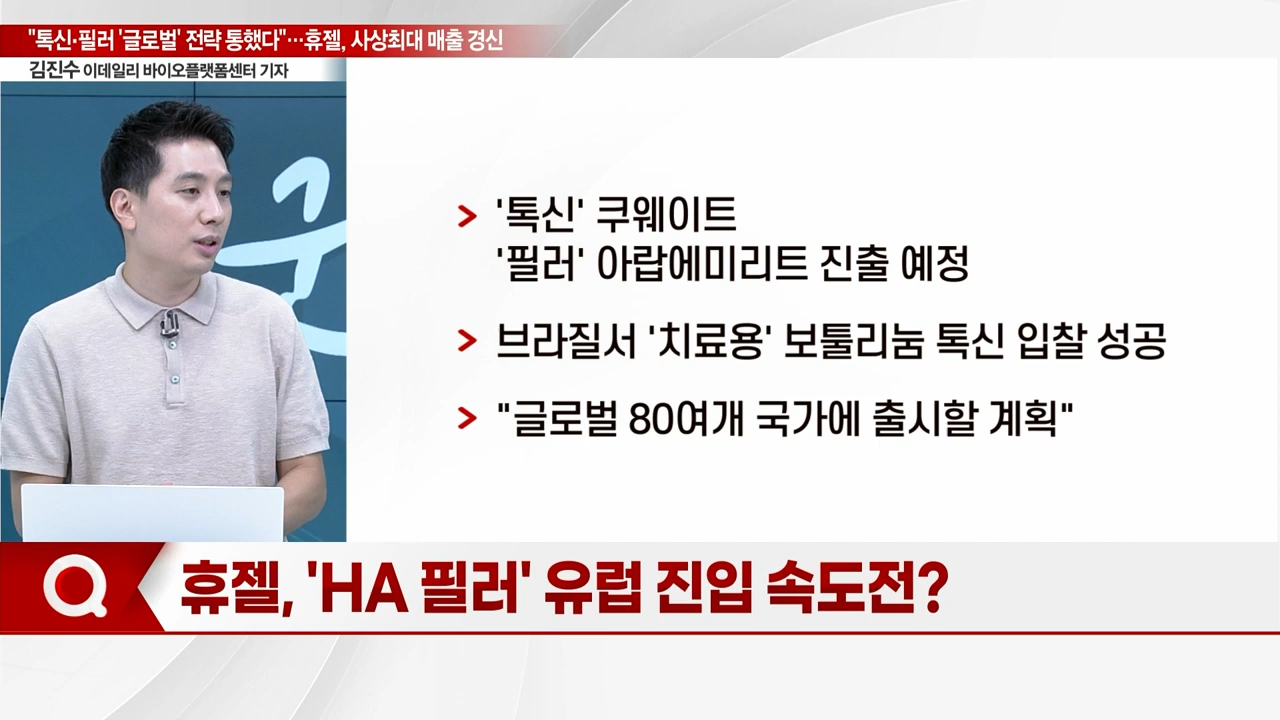 "톡신·필러 '글로벌' 전략 통했다"…휴젤, 사상최대 매출 경신
김진수 이데일리 바이오플랫폼센터 기자
> '톡신' 쿠웨이트
'필러' 아랍에미리트 진출 예정
> 브라질서 '치료용' 보툴리눔 톡신 입찰 성공
> "글로벌 80여개 국가에 출시할 계획"
Q 휴젤, 'HA 필러' 유럽 진입 속도전?